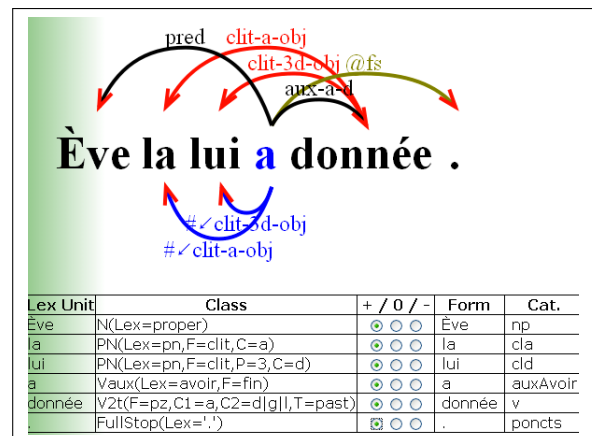 pred clit-a-obj
clit-3d-obj @fs
aux-a-d
Ève la lui a donnée .
#↙clit-3d-obj
#↙clit-a-obj
Lex Unit Class + / 0 / - Form Cat.
Ève N(Lex=proper) Ève np
la PN(Lex=pn,F=clit,C=a) la cla
lui PN(Lex=pn,F=clit,P=3,C=d) lui cld
a Vaux(Lex=avoir,F=fin) a auxAvoir
donnée V2t(F=pz,C1=a,C2=d|g|l,T=past) donnée v
. FullStop(Lex='.') . poncts